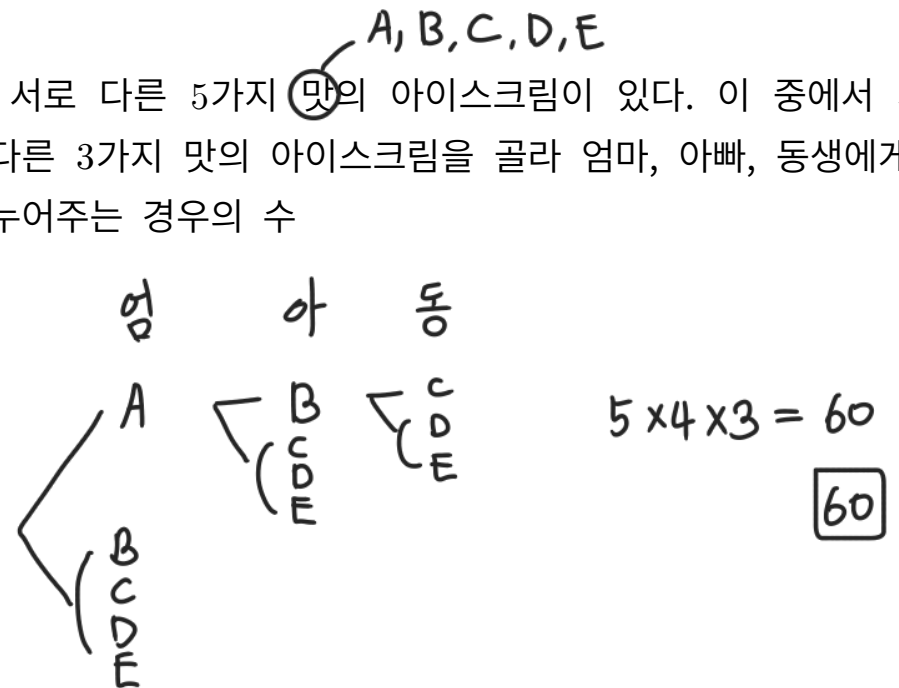 A, B, C, D, E
서로 다른 5가지 맛의 아이스크림이 있다. 이 중에서
다른 3가지 맛의 아이스크림을 골라 엄마, 아빠, 동생에게
누어주는 경우의 수
엄 아 동
A B C
C D
D E
E
5 × 4 × 3 = 60
60
B
C
D
E